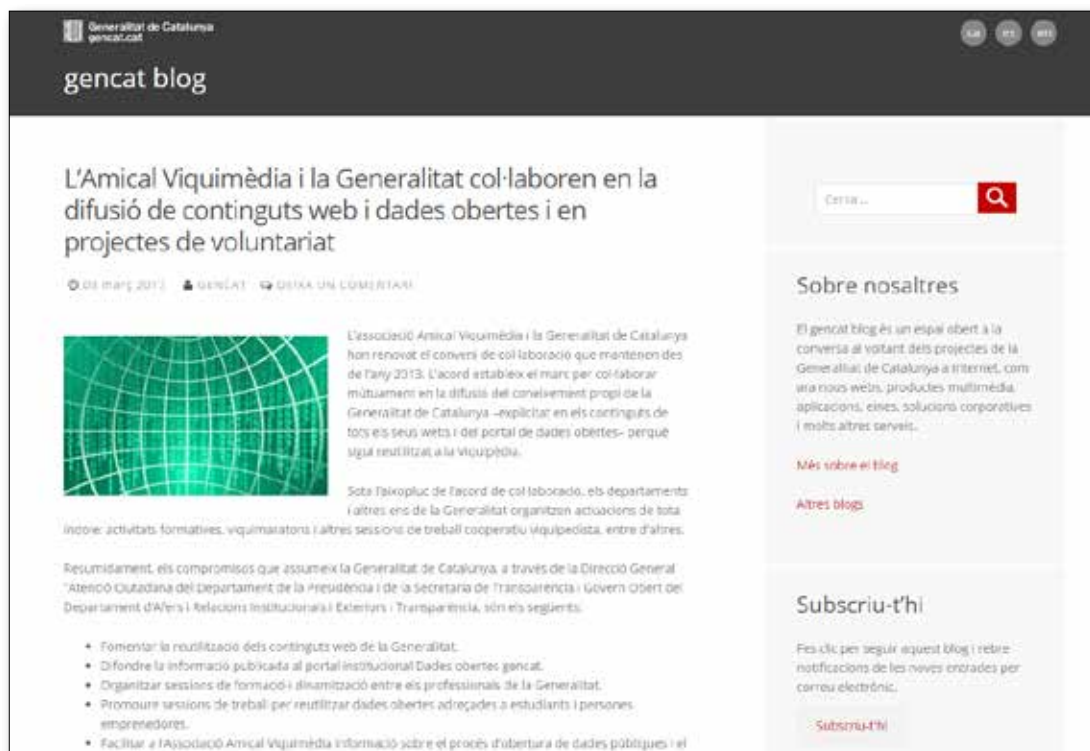 Generalitat de Catalunya
gencat.cat
ca es en
gencat blog
L'Amical Viquimèdia i la Generalitat col·laboren en la
difusió de continguts web i dades obertes i en
projectes de voluntariat
03 març 2017 GENCAT DEIXA UN COMENTARI
L'associació Amical Viquimèdia i la Generalitat de Catalunya
han renovat el conveni de col·laboració que mantenen des
de l'any 2013. L'acord estableix el marc per col·laborar
mútuament en la difusió del coneixement propi de la
Generalitat de Catalunya –explicitat en els continguts de
tots els seus webs i del portal de dades obertes– perquè
sigui reutilitzat a la Viquipèdia.
Sota l'aixopluc de l'acord de col·laboració, els departaments
i altres ens de la Generalitat organitzen actuacions de tota
índole: activitats formatives, viquimaratons i altres sessions de treball cooperatiu viquipedista, entre d'altres.
Resumidament, els compromisos que assumeix la Generalitat de Catalunya, a través de la Direcció General
"Atenció Ciutadana del Departament de la Presidència i de la Secretaria de Transparència i Govern Obert del
Departament d'Afers i Relacions Institucionals i Exteriors i Transparència, són els següents:
Fomentar la reutilització dels continguts web de la Generalitat.
Difondre la informació publicada al portal institucional Dades obertes gencat.
Organitzar sessions de formació i dinamització entre els professionals de la Generalitat.
Promoure sessions de treball per reutilitzar dades obertes adreçades a estudiants i persones
emprenedores.
Facilitar a l'Associació Amical Viquimèdia informació sobre el procés d'obertura de dades públiques i el
Cerca ...
Sobre nosaltres
El gencat blog és un espai obert a la
conversa al voltant dels projectes de la
Generalitat de Catalunya a Internet, com
ara nous webs, productes multimèdia,
aplicacions, eines, solucions corporatives
i molts altres serveis.
Més sobre el blog
Altres blogs
Subscriu-t'hi
Fes clic per seguir aquest blog i rebre
notificacions de les noves entrades per
correu electrònic.
Subscriu-t'hi